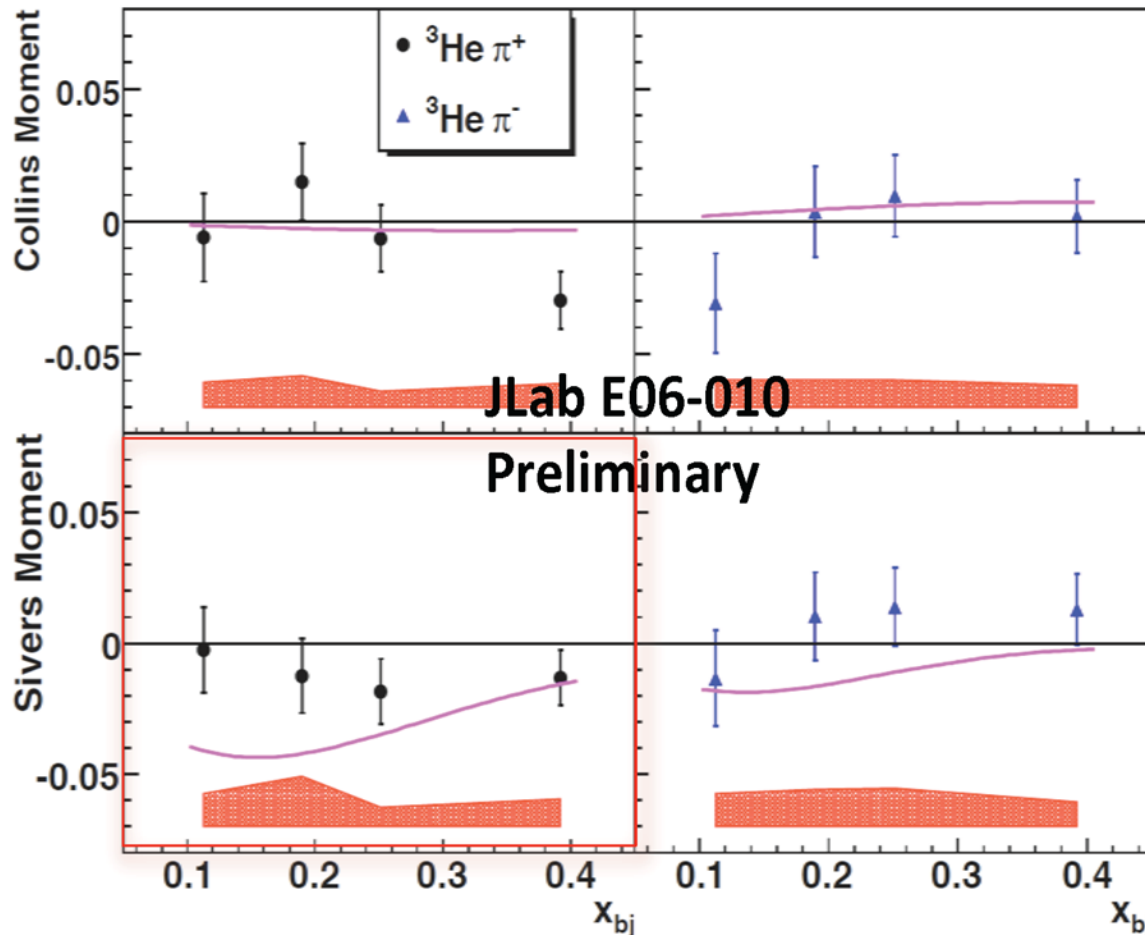 Collins Moment
³He π⁺
³He π⁻
0.05
0
-0.05
JLab E06-010
Preliminary
Sivers Moment
0.05
0
-0.05
0.1 0.2 0.3 0.4 0.1 0.2 0.3 0.4
x_bj x_b